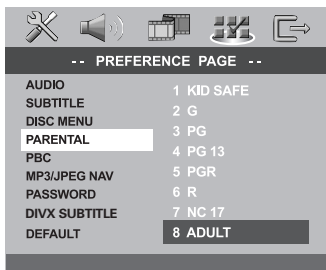 -- PREFERENCE PAGE --
AUDIO
SUBTITLE
DISC MENU
PARENTAL
PBC
MP3/JPEG NAV
PASSWORD
DIVX SUBTITLE
DEFAULT
1 KID SAFE
2 G
3 PG
4 PG 13
5 PGR
6 R
7 NC 17
8 ADULT